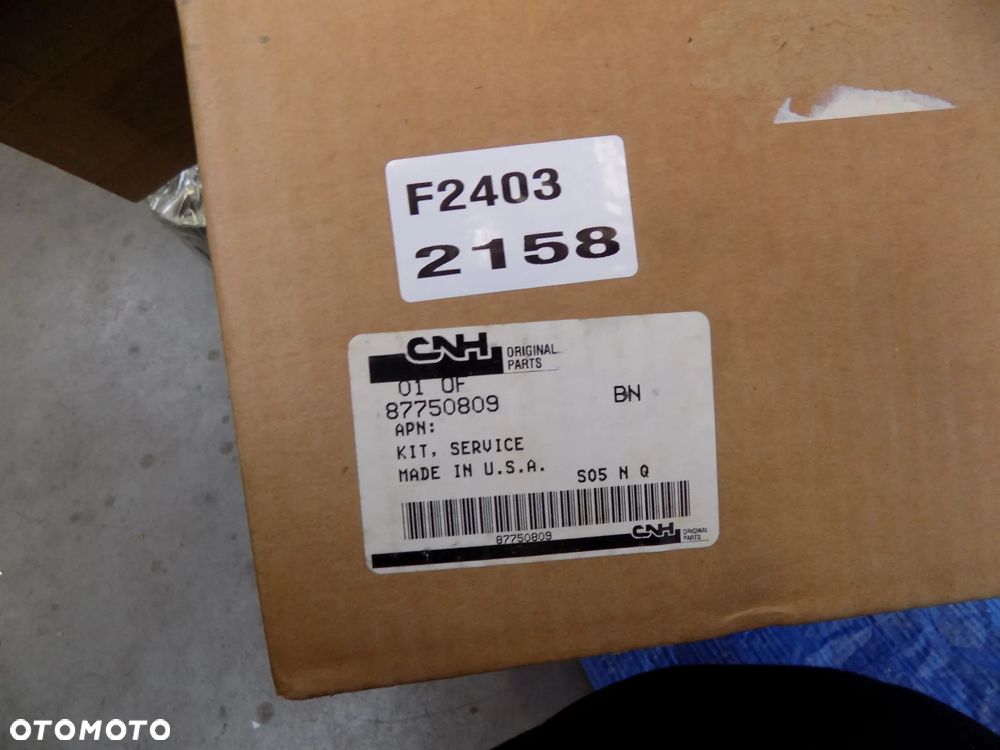 F2403
2158
CNH ORIGINAL PARTS
01 OF
87750809
BN
APN:
KIT, SERVICE
MADE IN U.S.A.
S05 N Q
87750809
CNH ORIGINAL PARTS
OTOMOTO